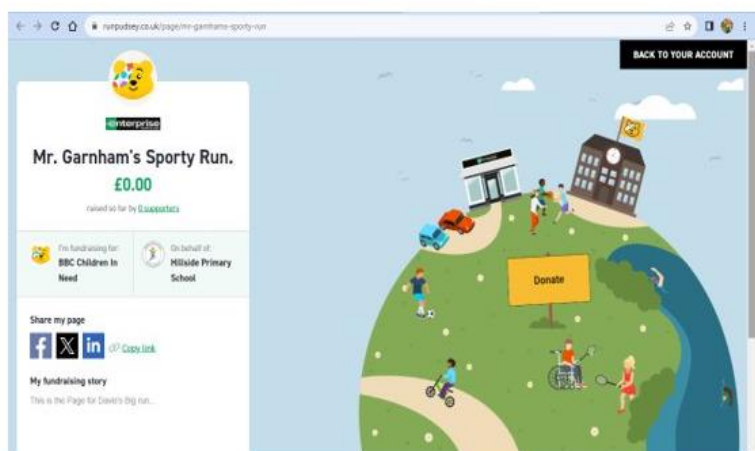 runpudsey.co.uk/page/mr-garnhams-sporty-run
BACK TO YOUR ACCOUNT
enterprise
Mr. Garnham's Sporty Run.
£0.00
raised so far by 0 supporters
I'm fundraising for:
BBC Children In
Need
On behalf of:
Hillside Primary
School
Share my page
Copy link
My fundraising story
This is the Page for Davie's Big run...
Donate